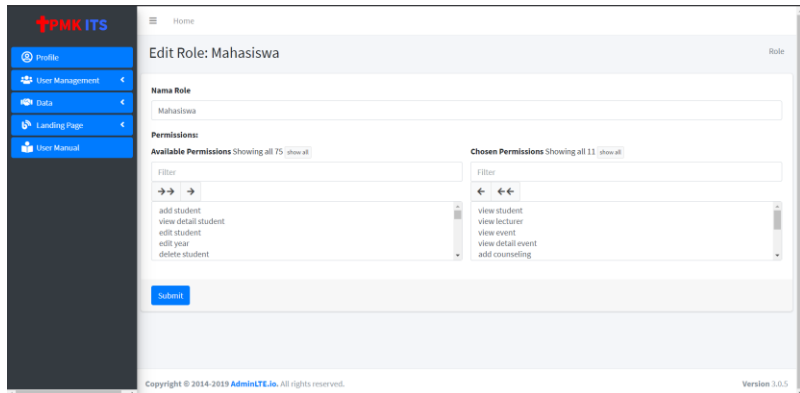 PMK ITS
Home
Profile
User Management
Data
Landing Page
User Manual
Edit Role: Mahasiswa
Role
Nama Role
Mahasiswa
Permissions:
Available Permissions Showing all 75 show all
Filter
add student
view detail student
edit student
edit year
delete student
Chosen Permissions Showing all 11 show all
Filter
view student
view lecturer
view event
view detail event
add counseling
Submit
Copyright © 2014-2019 AdminLTE.io. All rights reserved.
Version 3.0.5